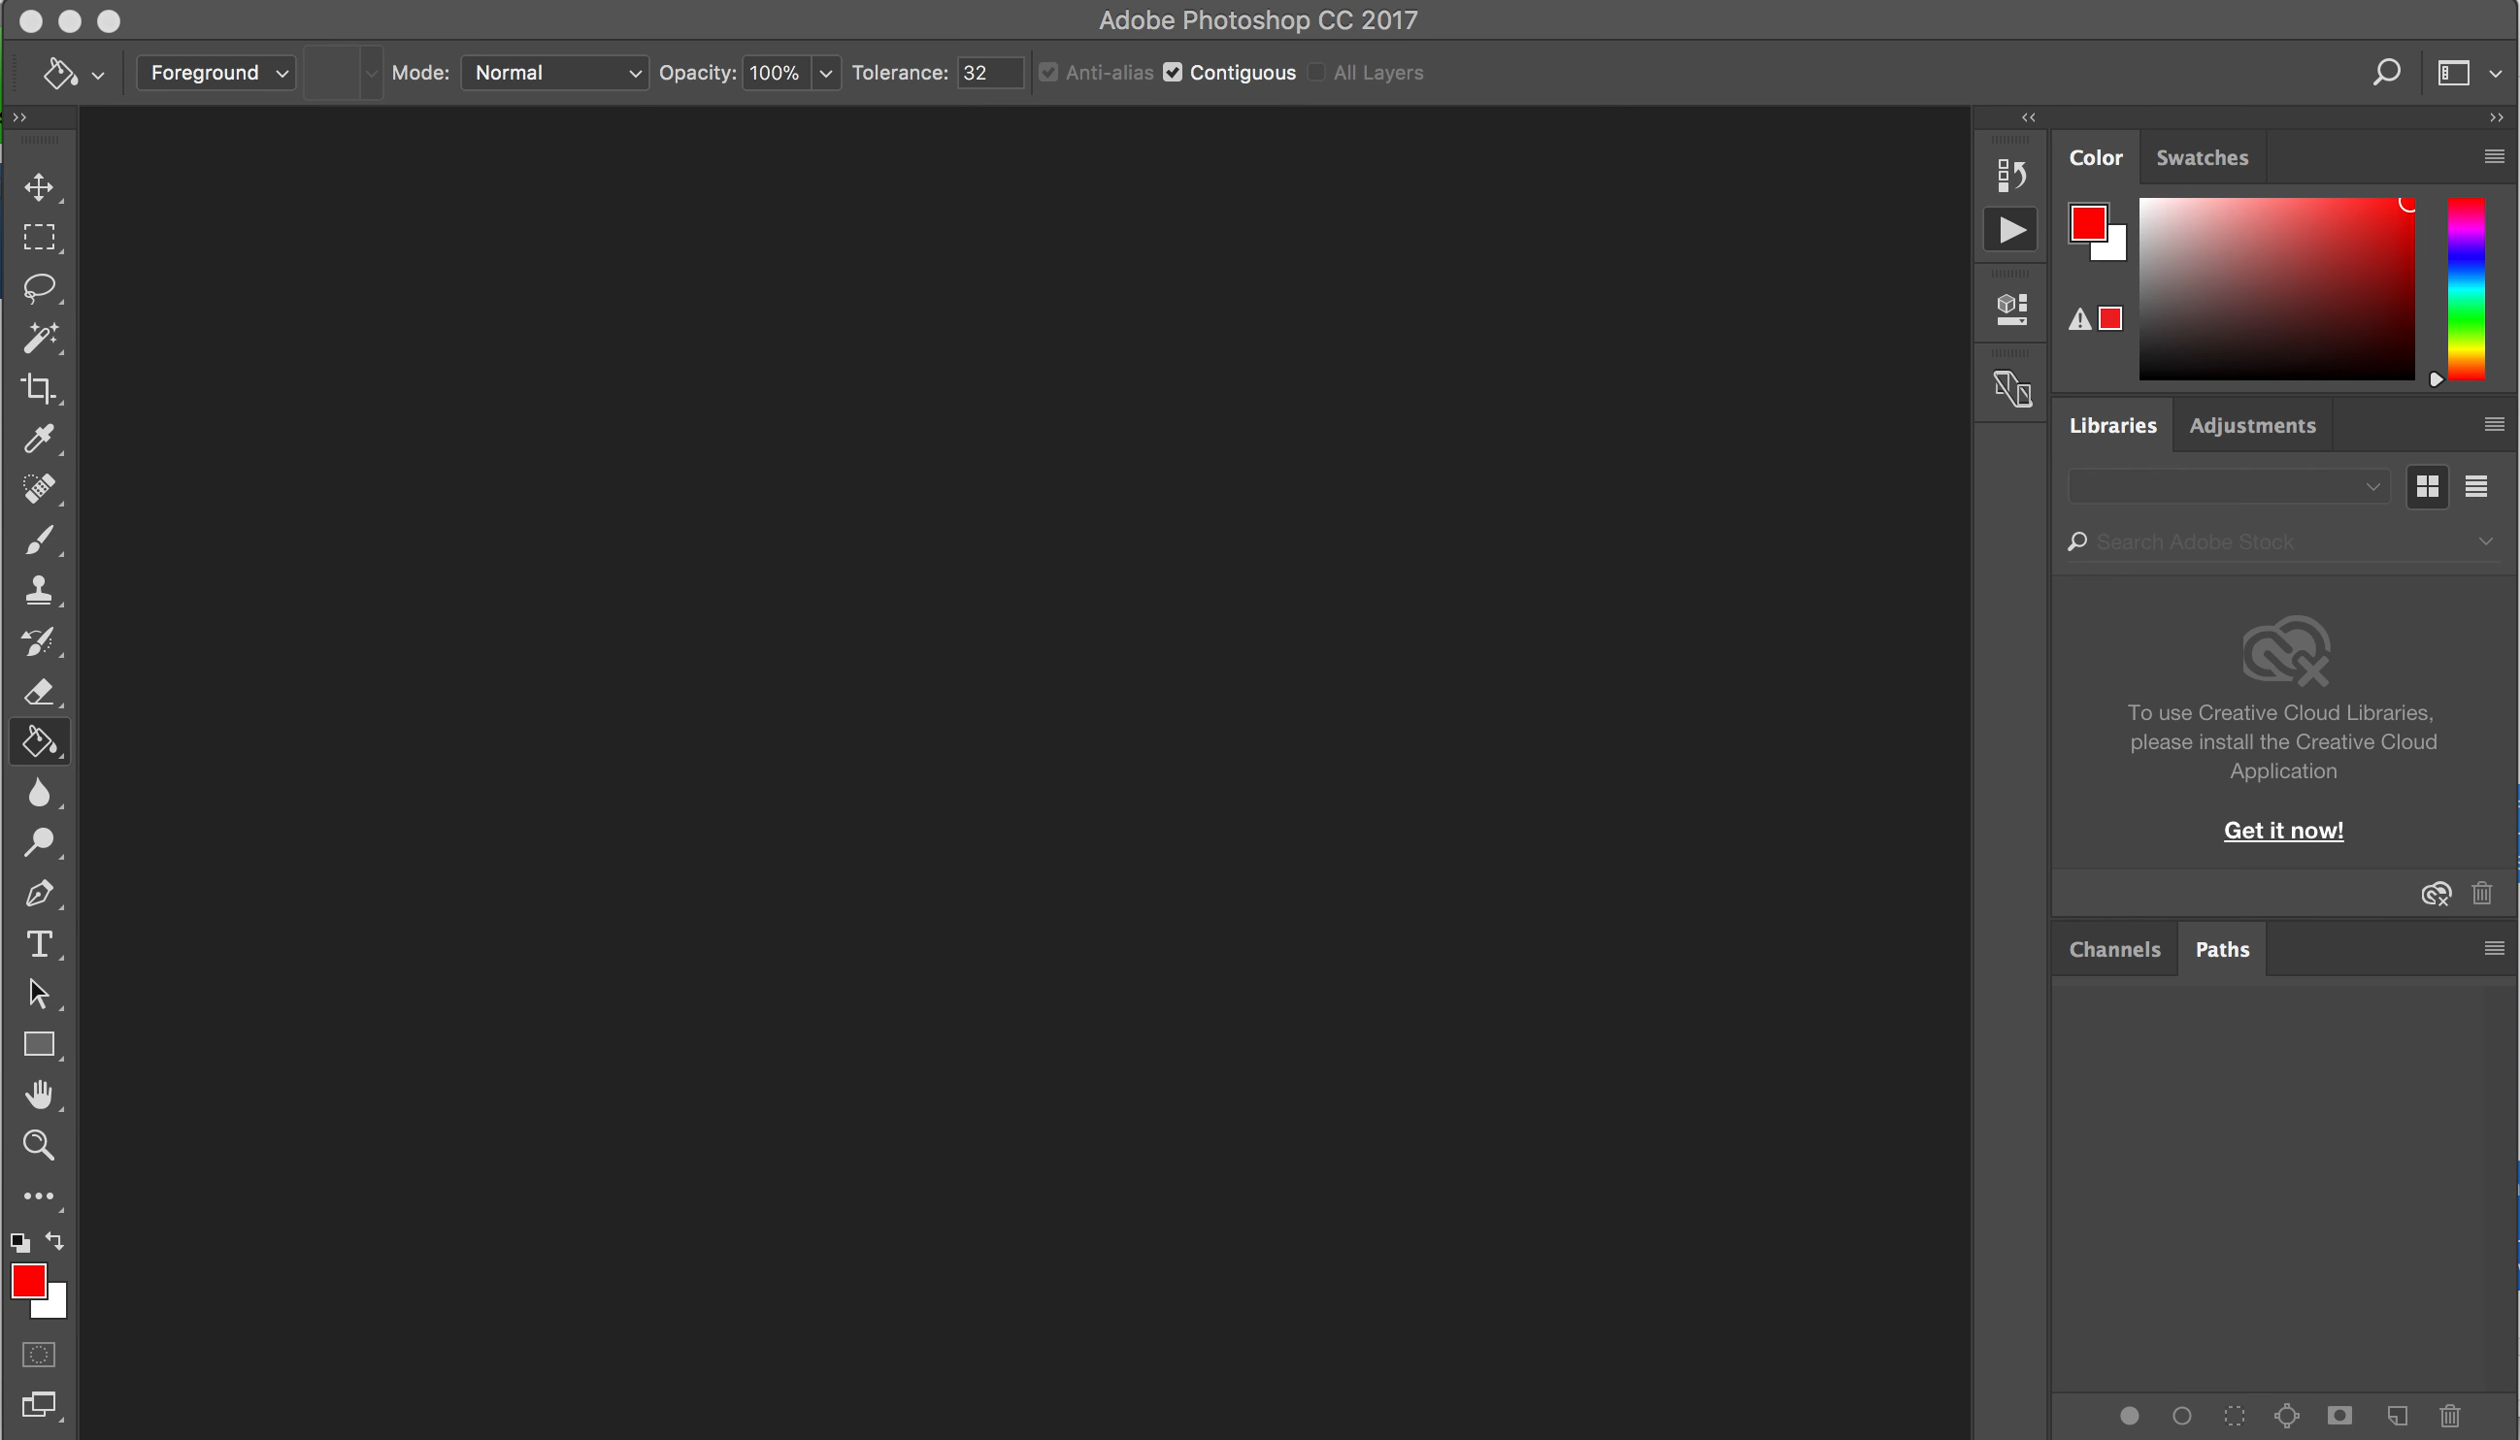 Adobe Photoshop CC 2017
Foreground Mode: Normal Opacity: 100% Tolerance: 32 Anti-alias Contiguous All Layers
Color Swatches
Libraries Adjustments
Search Adobe Stock
To use Creative Cloud Libraries,
please install the Creative Cloud
Application
Get it now!
Channels Paths